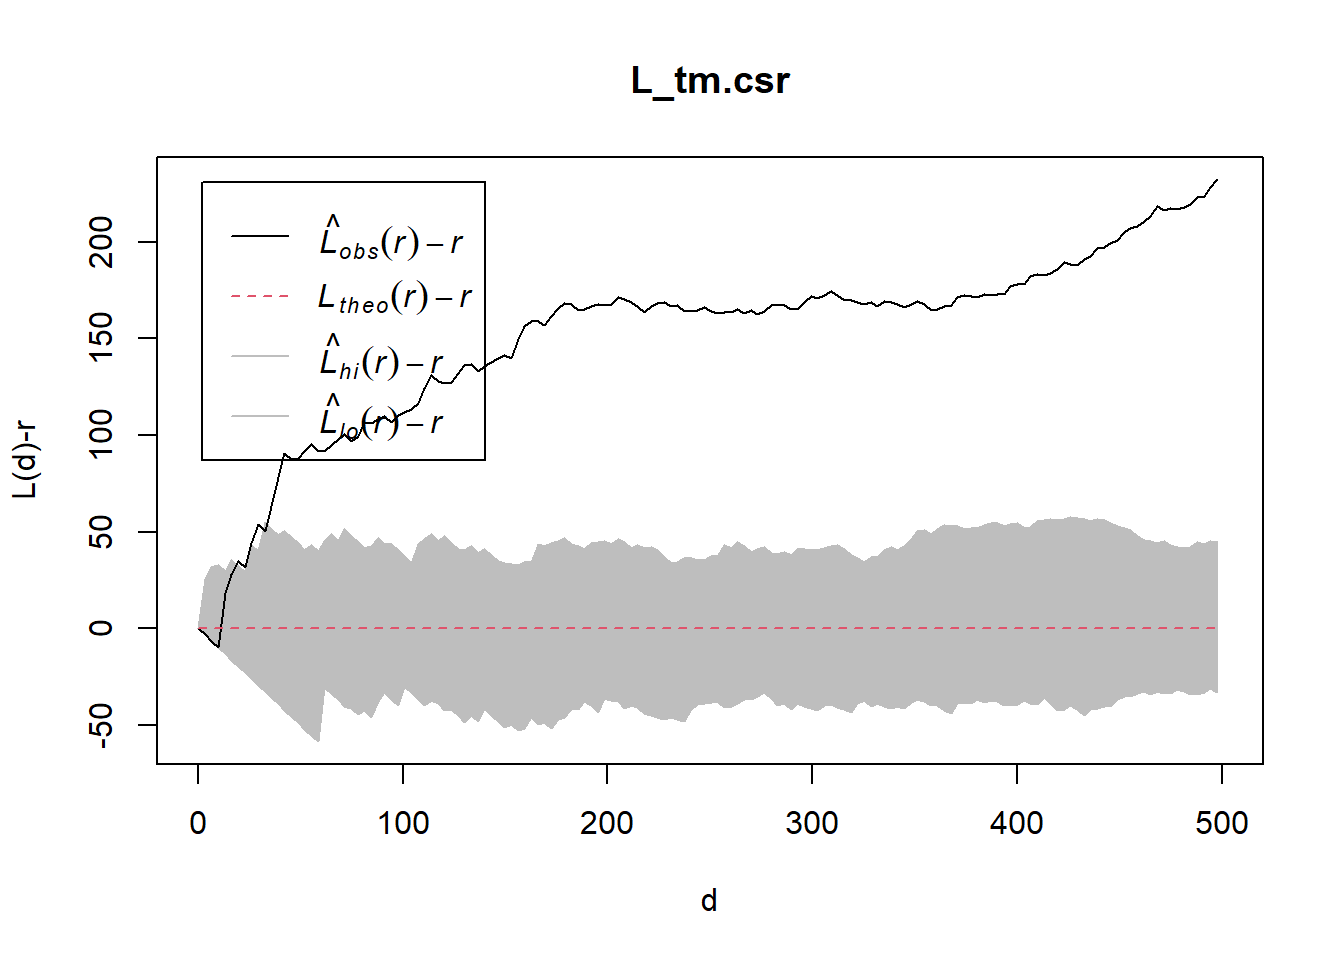 L_tm.csr
L̂obs(r) – r
Ltheo(r) – r
L̂hi(r) – r
L̂lo(r) – r
L(d)-r
200
150
100
50
0
-50
0 100 200 300 400 500
d